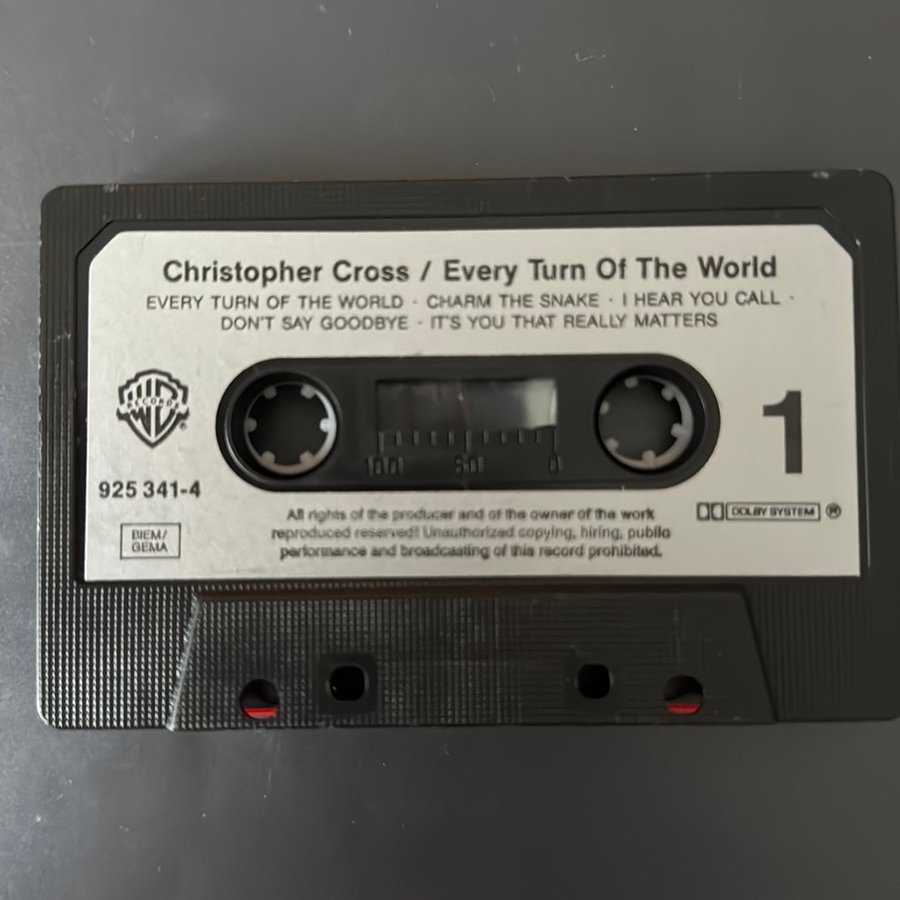 Christopher Cross / Every Turn Of The World
EVERY TURN OF THE WORLD · CHARM THE SNAKE · I HEAR YOU CALL ·
DON'T SAY GOODBYE · IT'S YOU THAT REALLY MATTERS
RECORDS
®
1
100 50 0
925 341-4
BIEM/
GEMA
All rights of the producer and of the owner of the work
reproduced reserved! Unauthorized copying, hiring, public
performance and broadcasting of this record prohibited.
DOLBY SYSTEM ®